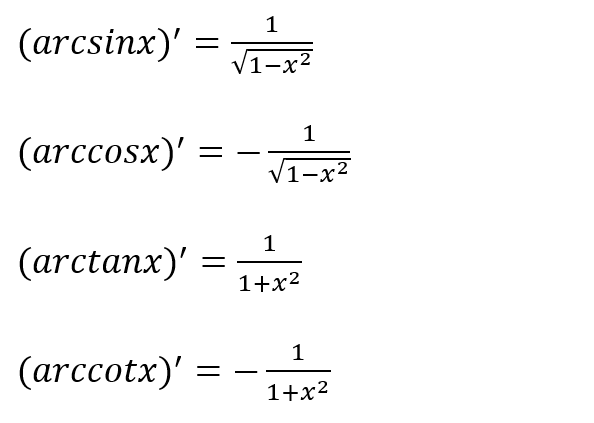 (arcsinx)′ = 1/√(1−x²)
(arccosx)′ = −1/√(1−x²)
(arctanx)′ = 1/(1+x²)
(arccotx)′ = −1/(1+x²)